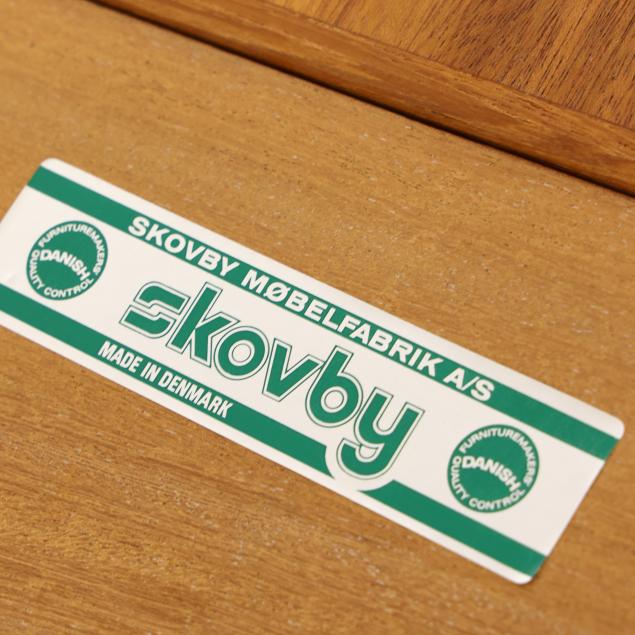 SKOVBY MØBELFABRIK A/S
FURNITUREMAKERS'
DANISH
QUALITY CONTROL
skovby
MADE IN DENMARK
FURNITUREMAKERS'
DANISH
QUALITY CONTROL